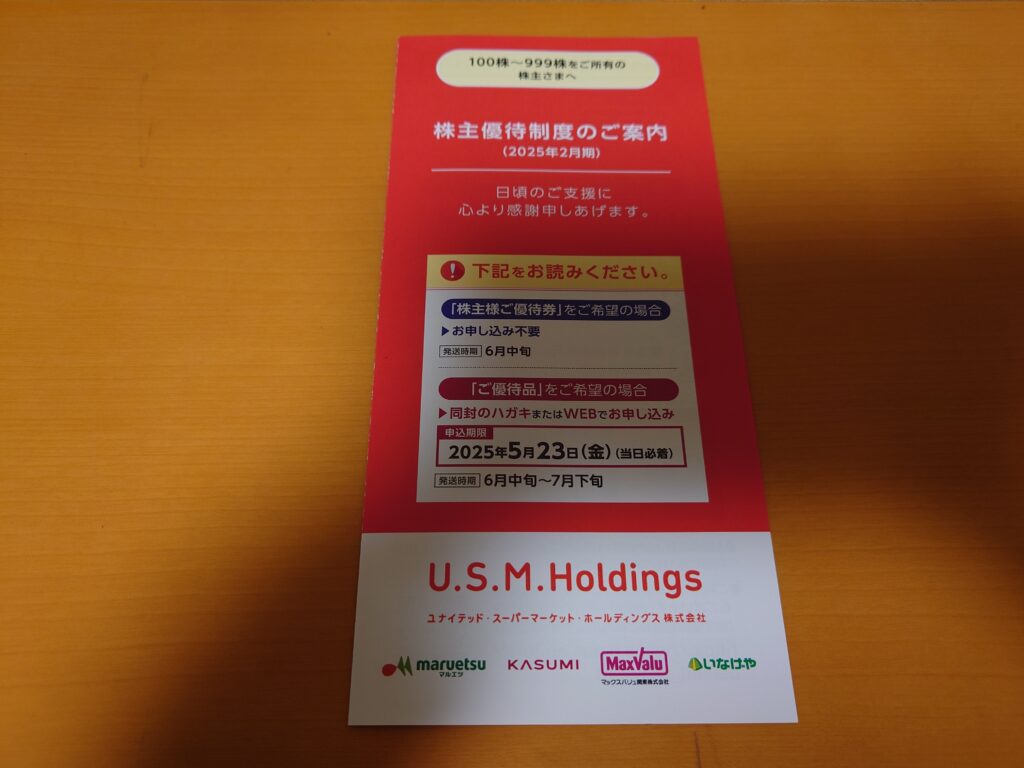 100株～999株をご所有の
株主さまへ
株主優待制度のご案内
(2025年2月期)
日頃のご支援に
心より感謝申しあげます。
! 下記をお読みください。
「株主様ご優待券」をご希望の場合
▶お申し込み不要
発送時期 6月中旬
「ご優待品」をご希望の場合
▶同封のハガキまたはWEBでお申し込み
申込期限
2025年5月23日(金)(当日必着)
発送時期 6月中旬～7月下旬
U.S.M.Holdings
ユナイテッド・スーパーマーケット・ホールディングス株式会社
maruetsu KASUMI MaxValu いなげや
マルエツ マックスバリュ関東株式会社